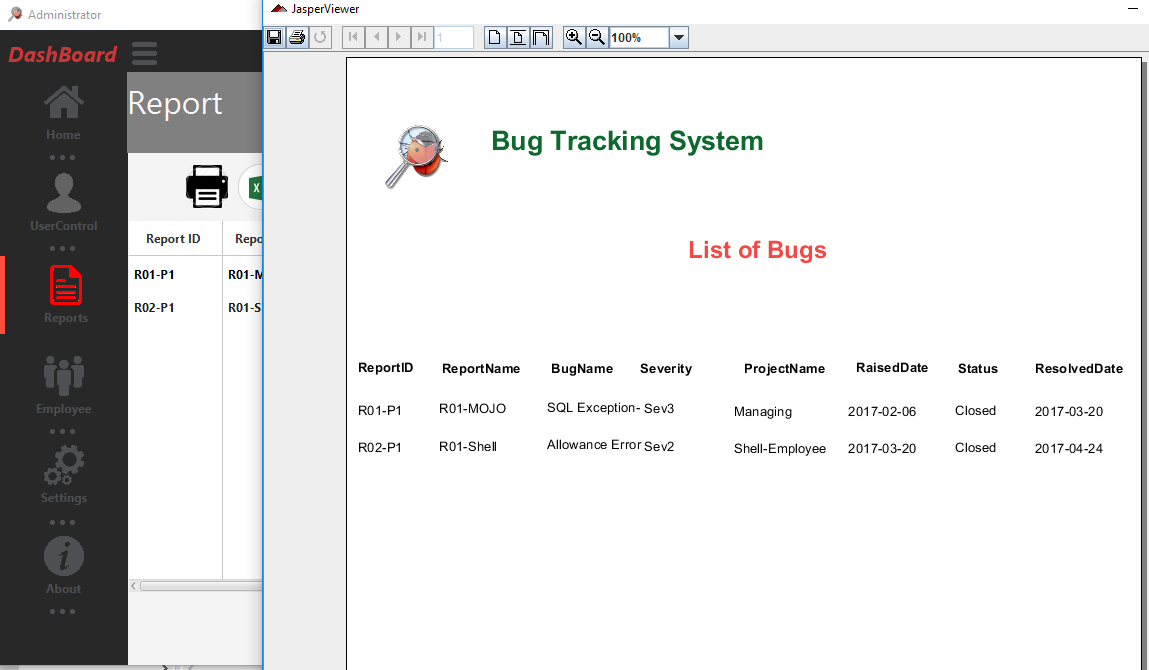 Administrator
JasperViewer
DashBoard
1
100%
Report
Home
UserControl
Reports
Employee
Settings
About
X
Report ID Repo
R01-P1 R01-M
R02-P1 R01-S
Bug Tracking System
List of Bugs
ReportID ReportName BugName Severity ProjectName RaisedDate Status ResolvedDate
R01-P1 R01-MOJO SQL Exception- Sev3 Managing 2017-02-06 Closed 2017-03-20
R02-P1 R01-Shell Allowance Error Sev2 Shell-Employee 2017-03-20 Closed 2017-04-24